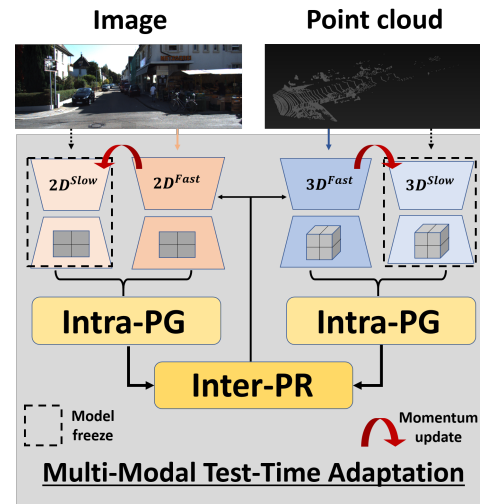 Image
Point cloud
2D^Slow
2D^Fast
3D^Fast
3D^Slow
Intra-PG
Intra-PG
Inter-PR
Model
freeze
Momentum
update
Multi-Modal Test-Time Adaptation